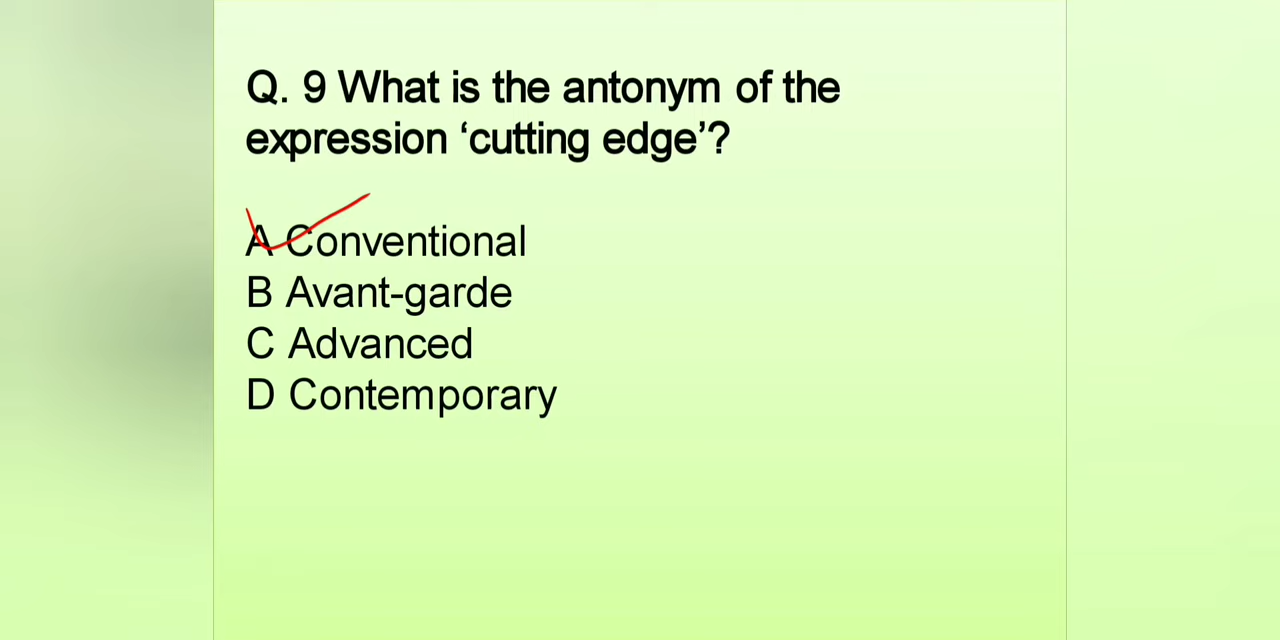 Q. 9 What is the antonym of the
expression ‘cutting edge’?
A Conventional
B Avant-garde
C Advanced
D Contemporary